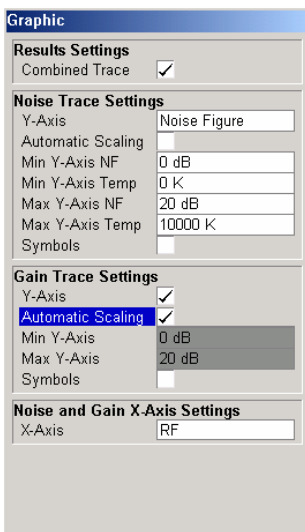 Graphic
Results Settings
Combined Trace
Noise Trace Settings
Y-Axis Noise Figure
Automatic Scaling
Min Y-Axis NF 0 dB
Min Y-Axis Temp 0 K
Max Y-Axis NF 20 dB
Max Y-Axis Temp 10000 K
Symbols
Gain Trace Settings
Y-Axis
Automatic Scaling
Min Y-Axis 0 dB
Max Y-Axis 20 dB
Symbols
Noise and Gain X-Axis Settings
X-Axis RF